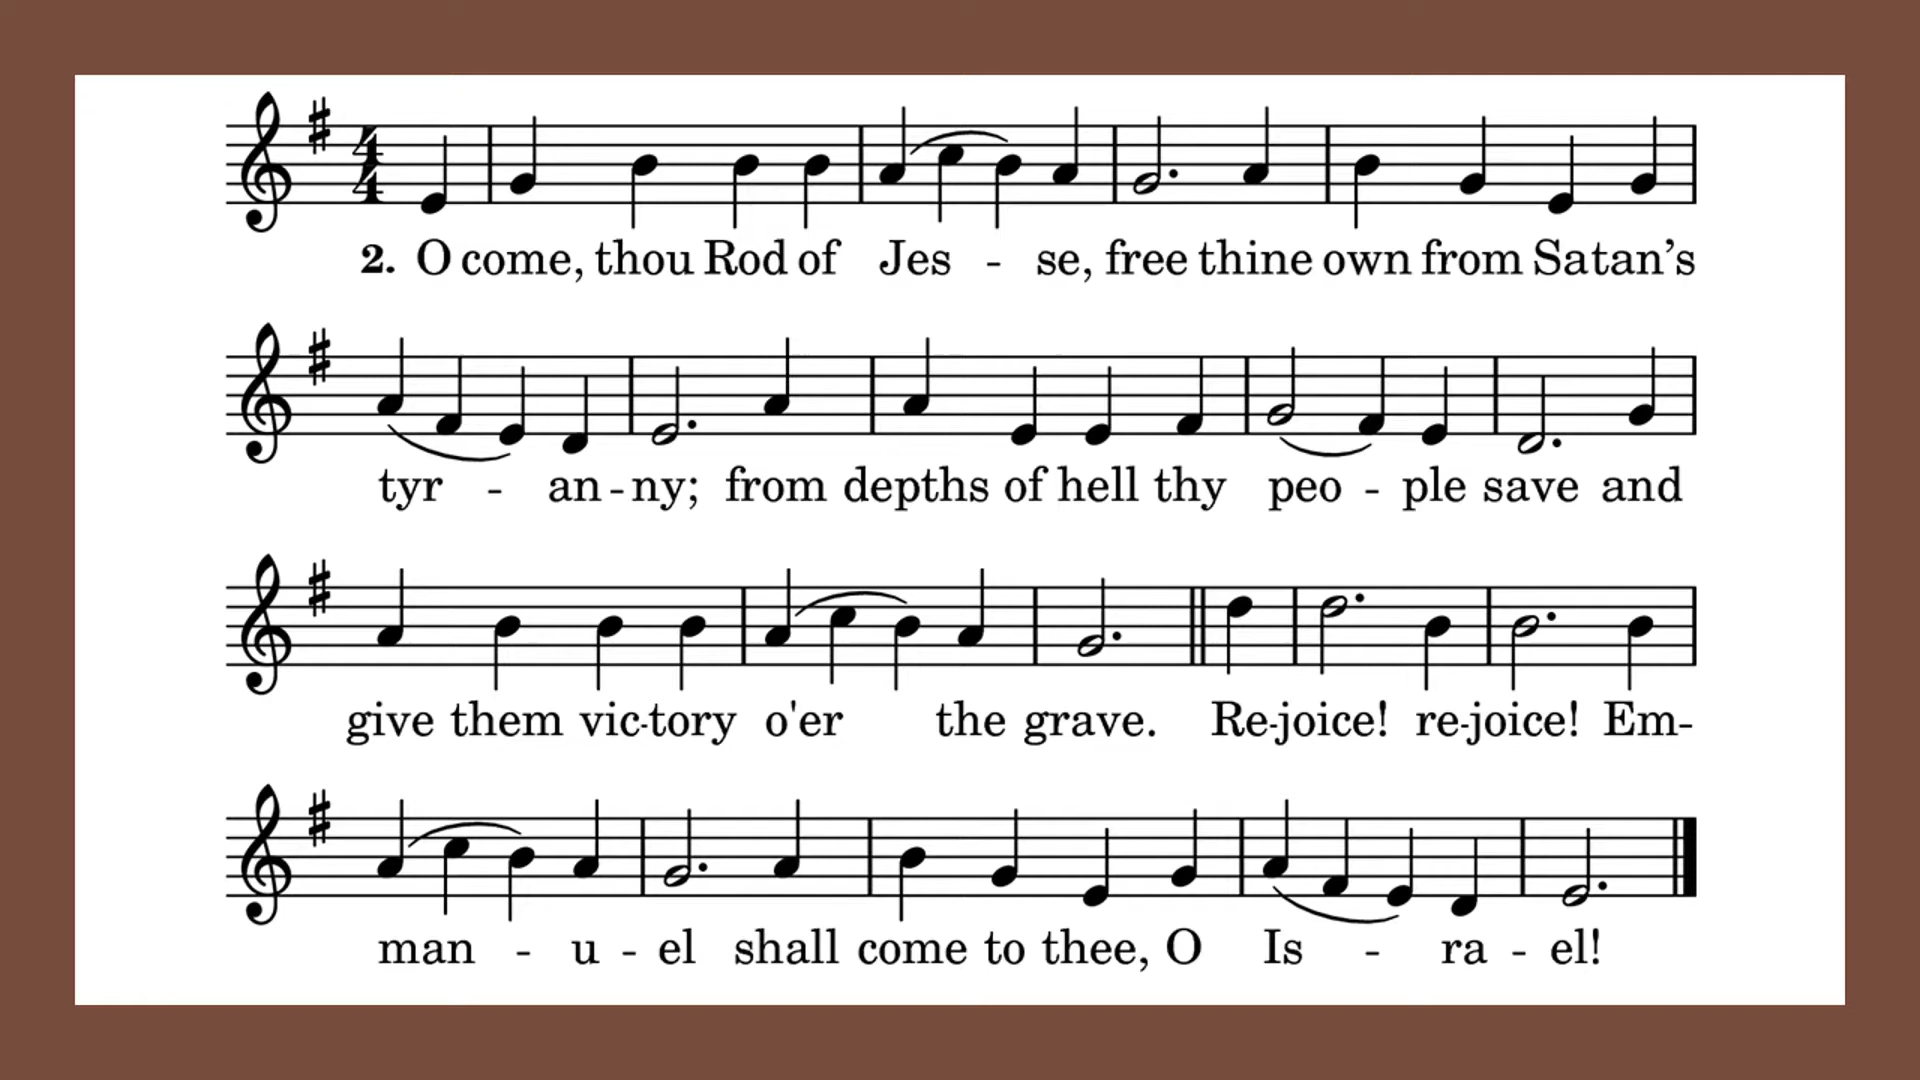 2. O come, thou Rod of Jes - se, free thine own from Satan’s
tyr - an - ny; from depths of hell thy peo - ple save and
give them vic-tory o'er the grave. Re-joice! re-joice! Em-
man - u - el shall come to thee, O Is - ra - el!